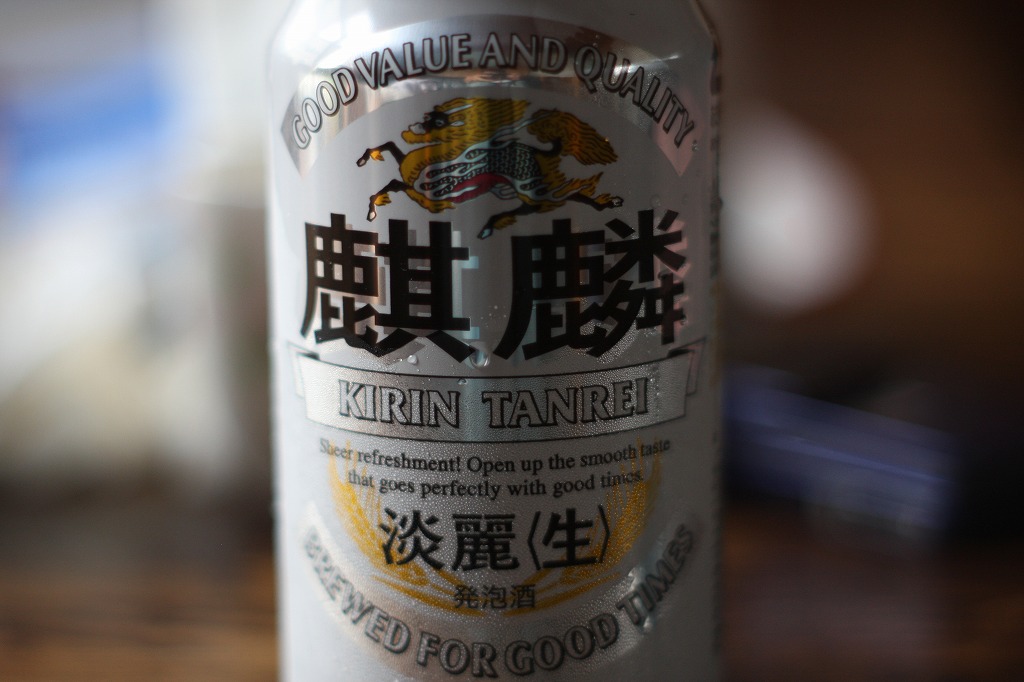 GOOD VALUE AND QUALITY
麒麟
KIRIN TANREI
Sheer refreshment! Open up the smooth taste
that goes perfectly with good times.
淡麗〈生〉
発泡酒
BREWED FOR GOOD TIMES